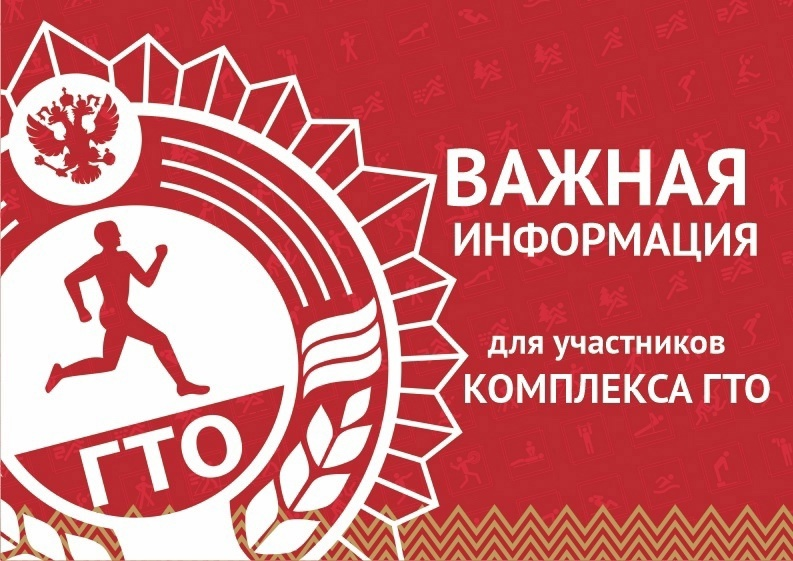 ВАЖНАЯ
ИНФОРМАЦИЯ
для участников
КОМПЛЕКСА ГТО
ГТО